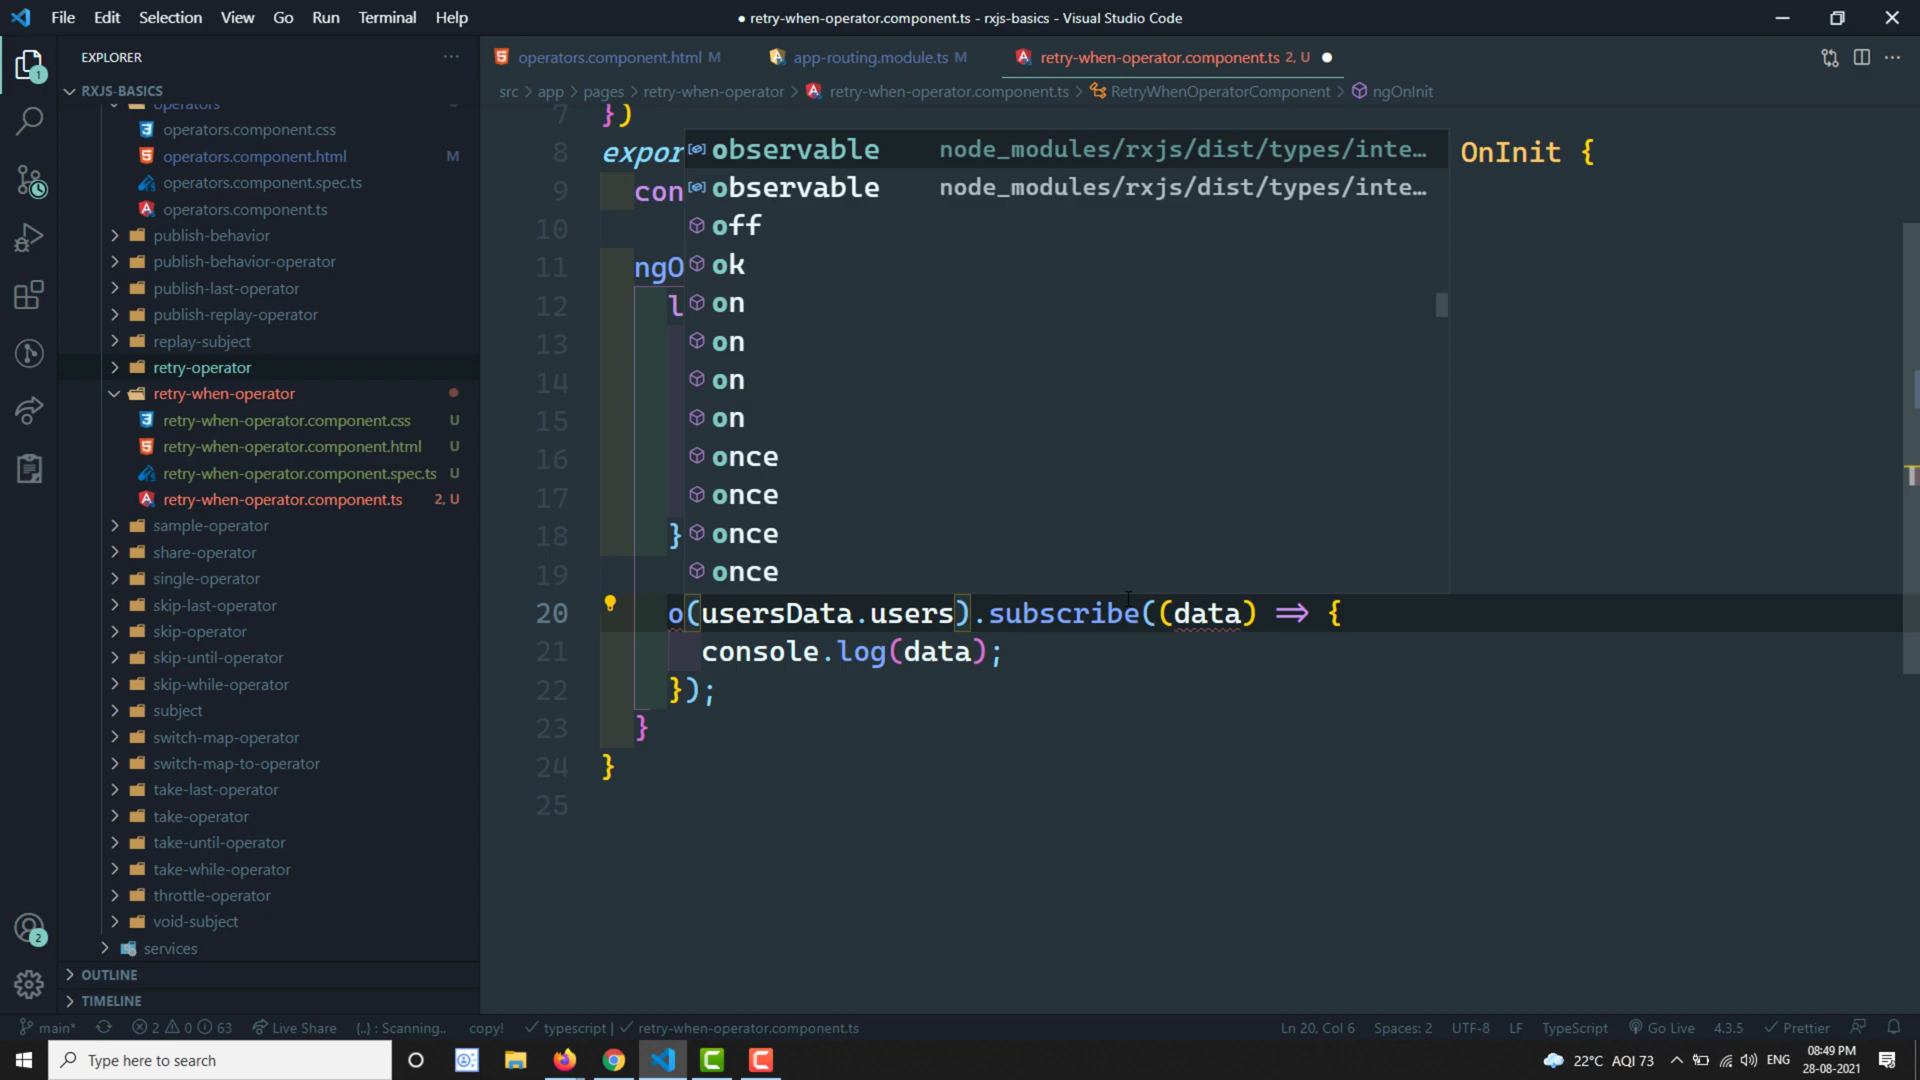 File Edit Selection View Go Run Terminal Help
● retry-when-operator.component.ts - rxjs-basics - Visual Studio Code
EXPLORER
operators.component.html M
app-routing.module.ts M
retry-when-operator.component.ts 2, U
RXJS-BASICS
src > app > pages > retry-when-operator > retry-when-operator.component.ts > RetryWhenOperatorComponent > ngOnInit
operators
operators.component.css
operators.component.html M
operators.component.spec.ts
operators.component.ts
publish-behavior
publish-behavior-operator
publish-last-operator
publish-replay-operator
replay-subject
retry-operator
retry-when-operator
retry-when-operator.component.css U
retry-when-operator.component.html U
retry-when-operator.component.spec.ts U
retry-when-operator.component.ts 2, U
sample-operator
share-operator
single-operator
skip-last-operator
skip-operator
skip-until-operator
skip-while-operator
subject
switch-map-operator
switch-map-to-operator
take-last-operator
take-operator
take-until-operator
take-while-operator
throttle-operator
void-subject
services
OUTLINE
TIMELINE
7 })
8 expor OnInit {
9 con
10
11 ngO
12 l
13
14
15
16
17
18 }
19
20 o(usersData.users).subscribe((data) => {
21 console.log(data);
22 });
23 }
24 }
25
observable node_modules/rxjs/dist/types/inte…
observable node_modules/rxjs/dist/types/inte…
off
ok
on
on
on
on
once
once
once
once
main* 2 0 63 Live Share {..} : Scanning.. copy! typescript | retry-when-operator.component.ts
Ln 20, Col 6 Spaces: 2 UTF-8 LF TypeScript Go Live 4.3.5 Prettier
Type here to search
22°C AQI 73 ENG
08:49 PM
28-08-2021